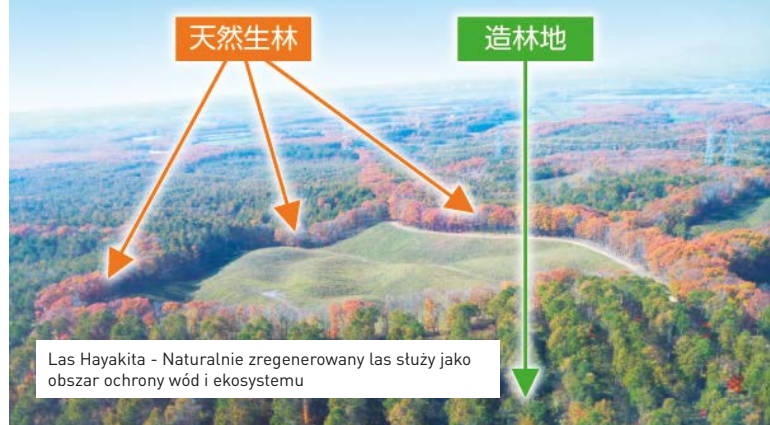 天然生林
造林地
Las Hayakita - Naturalnie zregenerowany las służy jako
obszar ochrony wód i ekosystemu